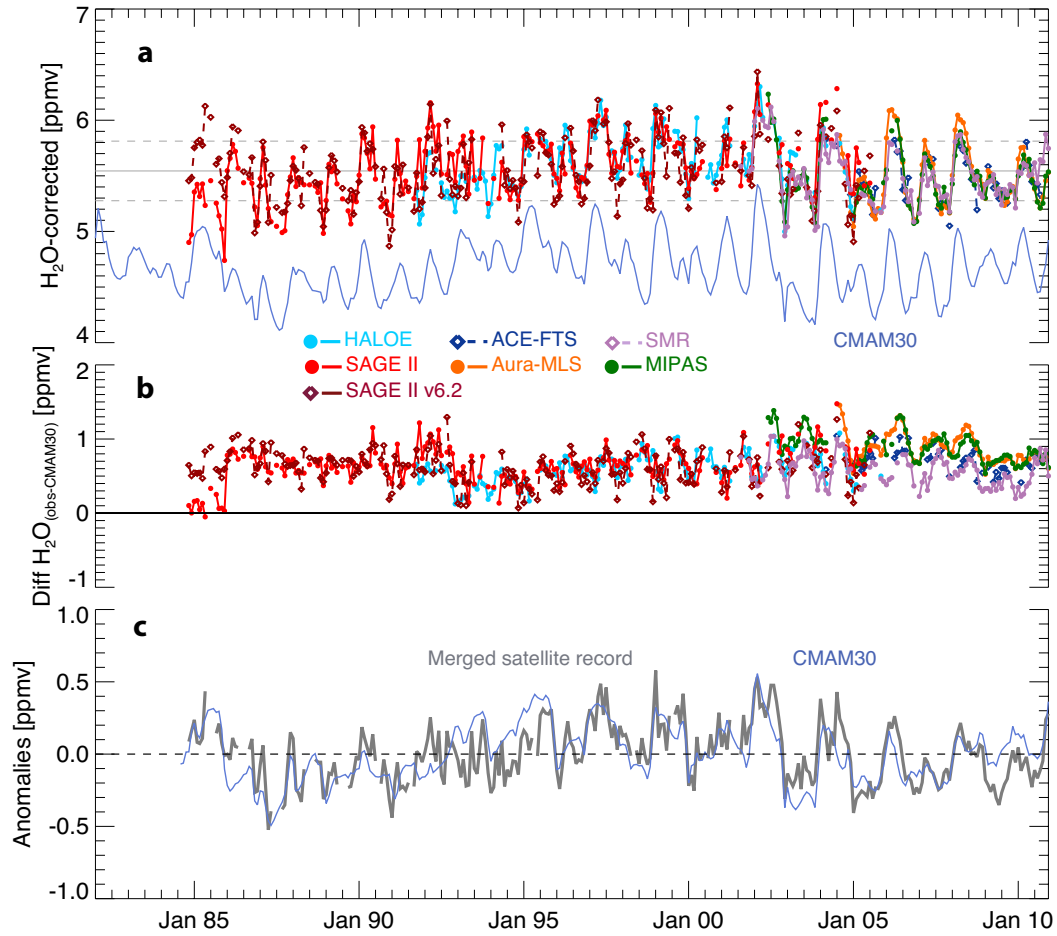 7
a
6
5
4
H₂O-corrected [ppmv]
HALOE
ACE-FTS
SMR
CMAM30
SAGE II
Aura-MLS
MIPAS
SAGE II v6.2
2
b
1
0
-1
Diff H₂O(obs-CMAM30) [ppmv]
1.0
c
Merged satellite record
CMAM30
0.5
0.0
-0.5
-1.0
Anomalies [ppmv]
Jan 85 Jan 90 Jan 95 Jan 00 Jan 05 Jan 10